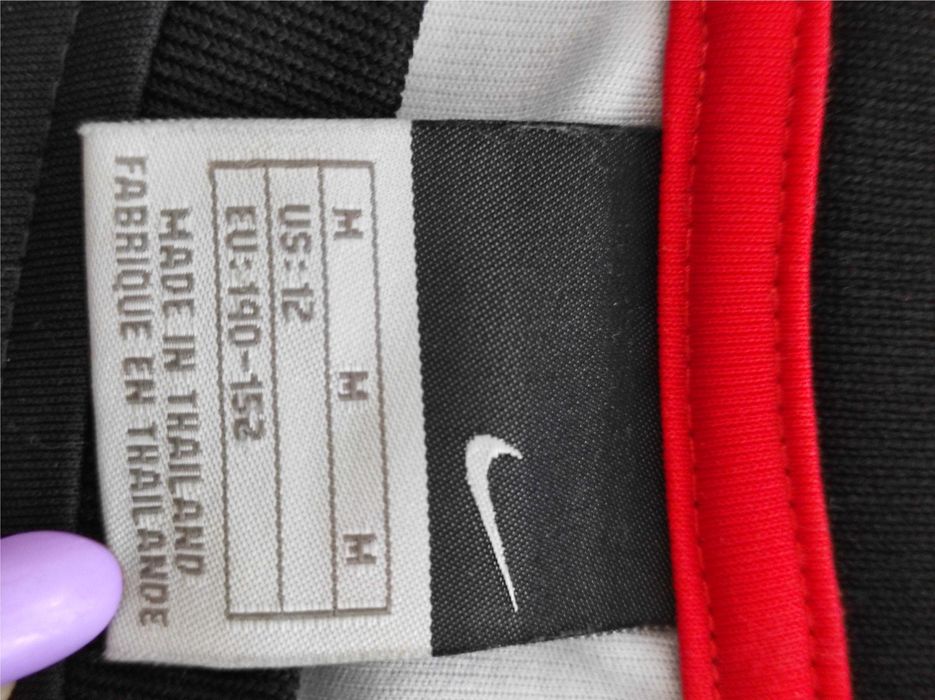 M M M
US: 12
EU: 140-152
MADE IN THAILAND
FABRIQUE EN THAILANDE